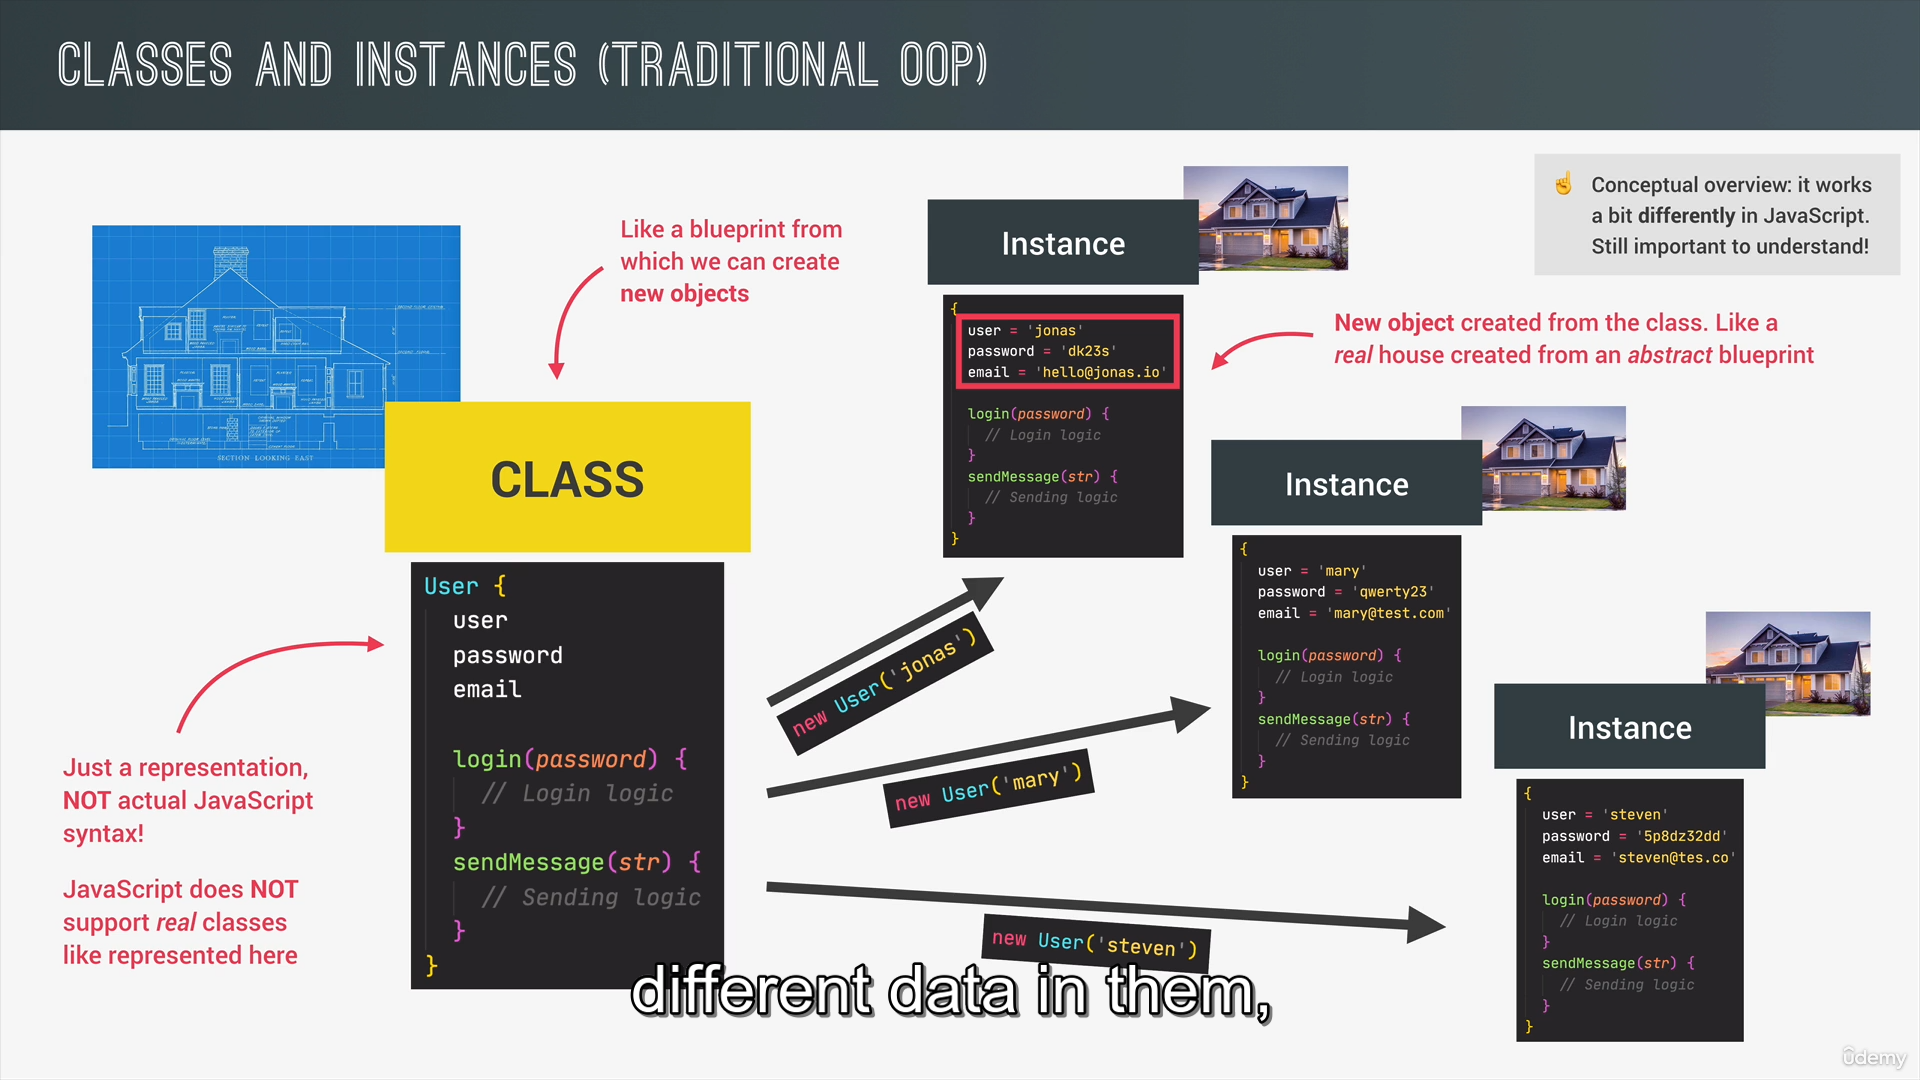 CLASSES AND INSTANCES (TRADITIONAL OOP)
☝ Conceptual overview: it works
a bit differently in JavaScript.
Still important to understand!
Like a blueprint from
which we can create
new objects
SECTION LOOKING EAST
CLASS
User {
user
password
email
login(password) {
// Login logic
}
sendMessage(str) {
// Sending logic
}
}
Just a representation,
NOT actual JavaScript
syntax!
JavaScript does NOT
support real classes
like represented here
new User('jonas')
new User('mary')
new User('steven')
Instance
{
user = 'jonas'
password = 'dk23s'
email = 'hello@jonas.io'
login(password) {
// Login logic
}
sendMessage(str) {
// Sending logic
}
}
New object created from the class. Like a
real house created from an abstract blueprint
Instance
{
user = 'mary'
password = 'qwerty23'
email = 'mary@test.com'
login(password) {
// Login logic
}
sendMessage(str) {
// Sending logic
}
}
Instance
{
user = 'steven'
password = '5p8dz32dd'
email = 'steven@tes.co'
login(password) {
// Login logic
}
sendMessage(str) {
// Sending logic
}
}
different data in them,
ûdemy